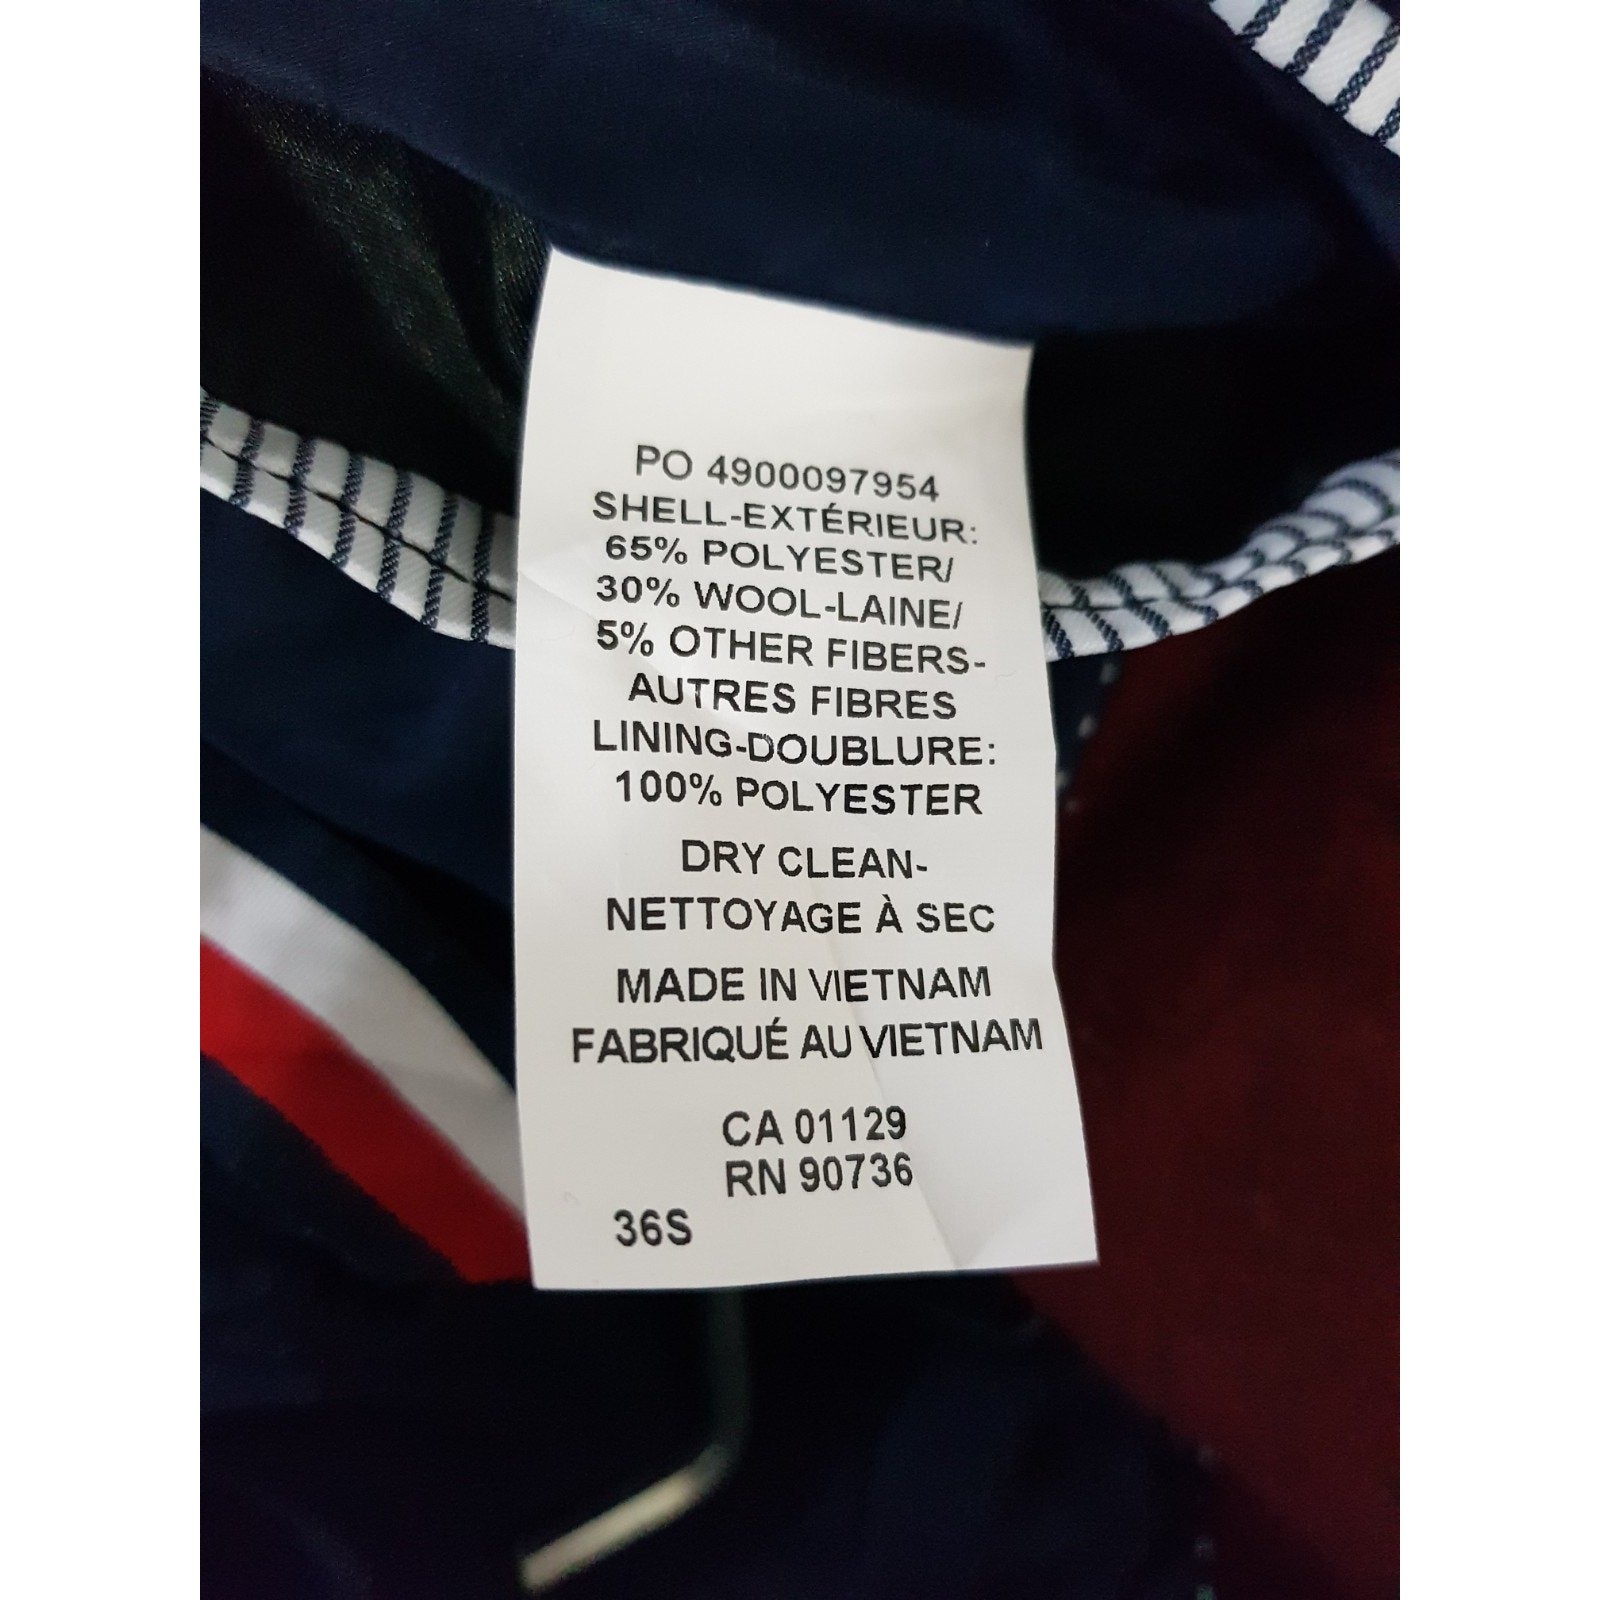 PO 4900097954
SHELL-EXTÉRIEUR:
65% POLYESTER/
30% WOOL-LAINE/
5% OTHER FIBERS-
AUTRES FIBRES
LINING-DOUBLURE:
100% POLYESTER
DRY CLEAN-
NETTOYAGE À SEC
MADE IN VIETNAM
FABRIQUÉ AU VIETNAM
CA 01129
RN 90736
36S